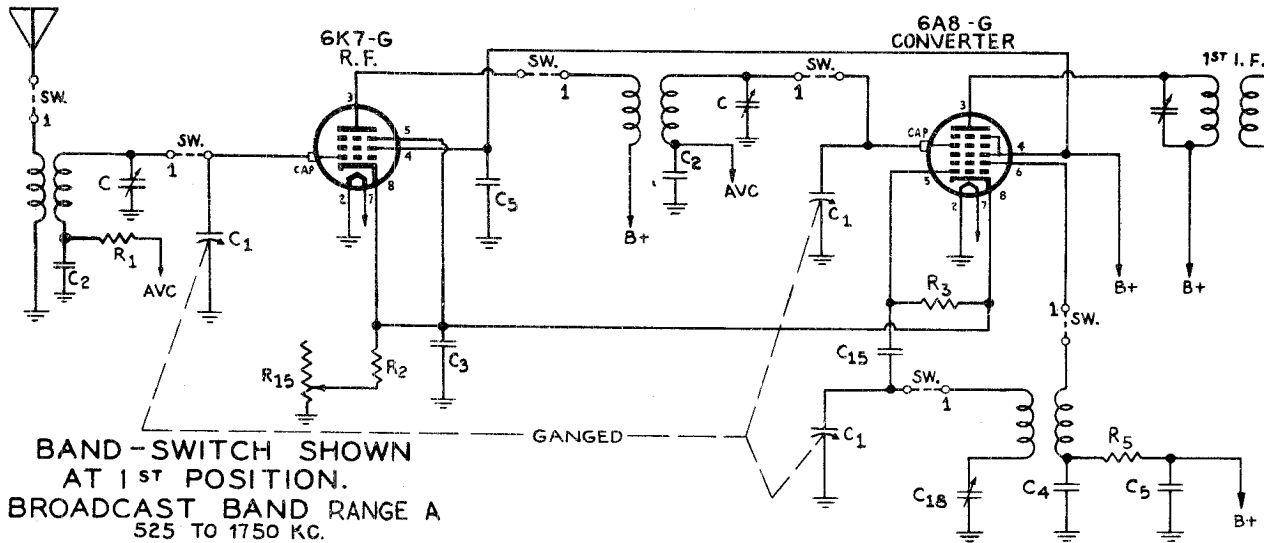 6K7-G
R.F.
6A8-G
CONVERTER
1ST I.F.
SW.
1
SW.
1
SW.
1
SW.
1
3
5
4
8
7
2
CAP
3
4
6
5
8
7
2
CAP
C
C1
R1
C2
AVC
C5
B+
C
C2
AVC
C1
B+
B+
R3
1
SW.
R15
R2
C3
C15
SW.
1
C1
R5
C18
C4
C5
B+
GANGED
BAND-SWITCH SHOWN
AT 1ST POSITION.
BROADCAST BAND RANGE A
525 TO 1750 KC.